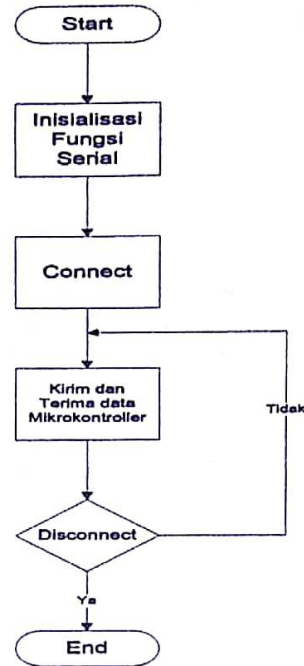 Start
Inisialisasi
Fungsi
Serial
Connect
Kirim dan
Terima data
Mikrokontroller
Tidak
Disconnect
Ya
End